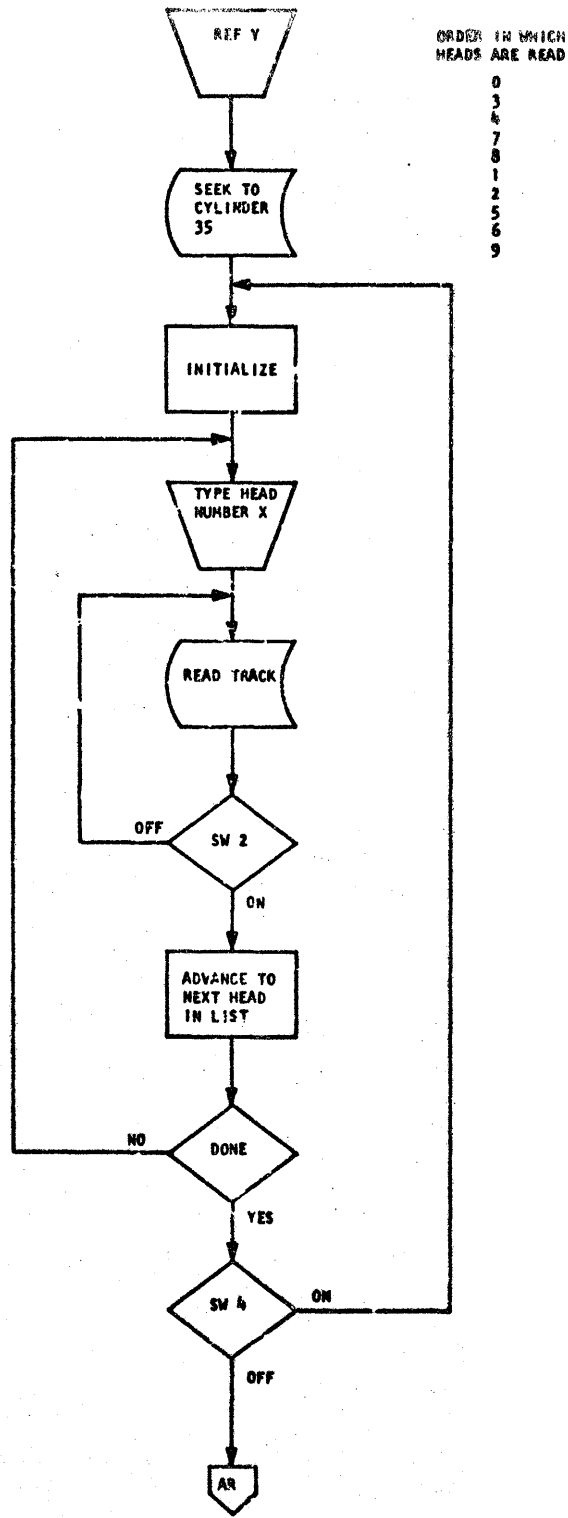 REF Y
ORDER IN WHICH
HEADS ARE READ
0
3
4
7
8
1
2
5
6
9
SEEK TO
CYLINDER
35
INITIALIZE
TYPE HEAD
NUMBER X
READ TRACK
OFF
SW 2
ON
ADVANCE TO
NEXT HEAD
IN LIST
NO
DONE
YES
SW 4
ON
OFF
AR